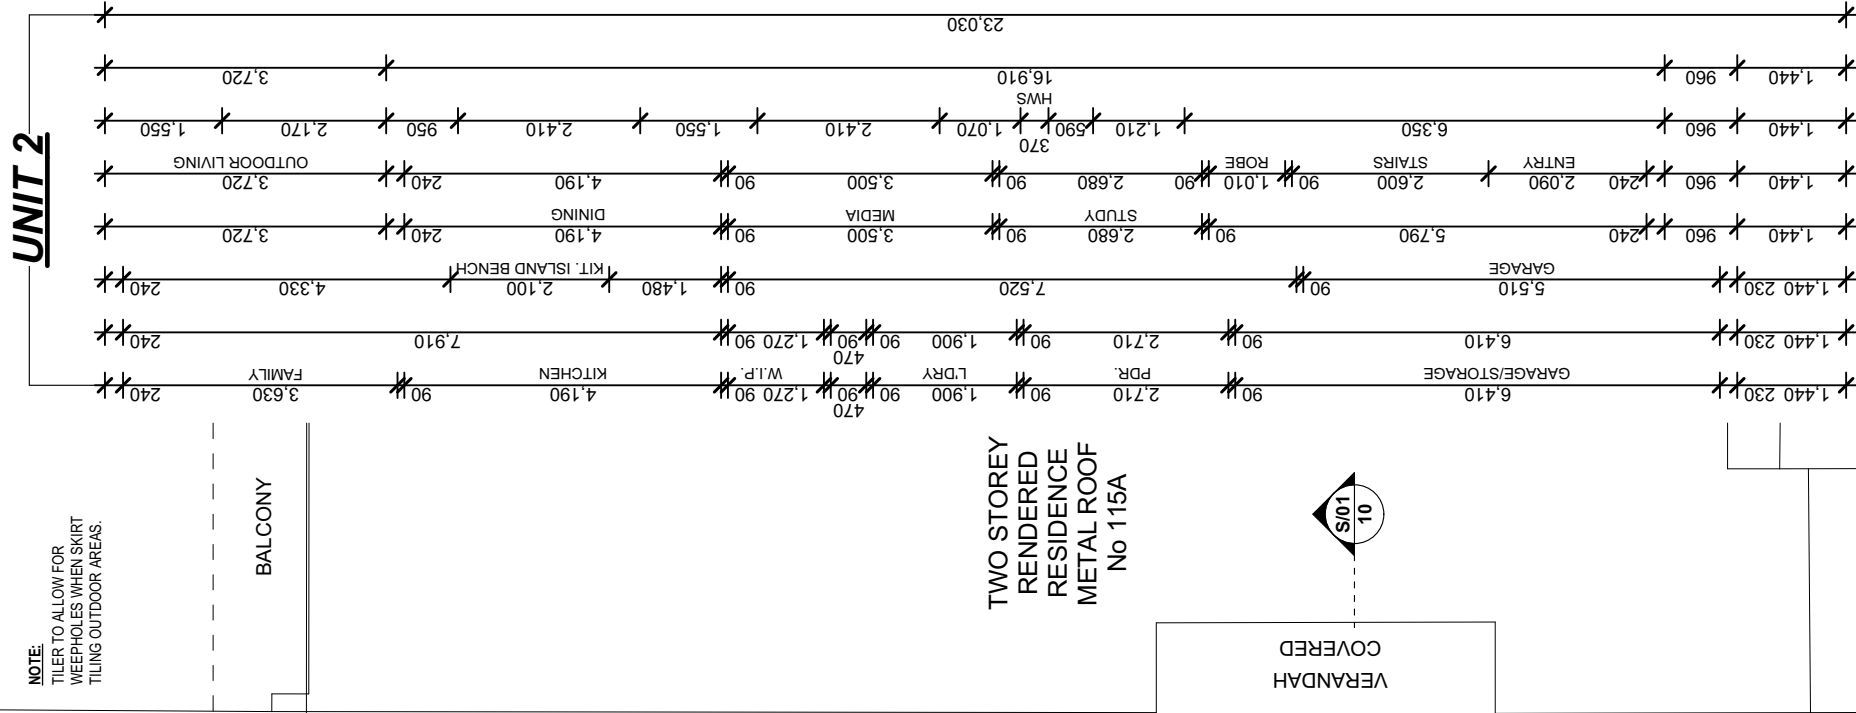 UNIT 2
23,030
3,720
16,910
960
1,440
1,550
2,170
950
2,410
1,550
2,410
1,070
370
HWS
590
1,210
6,350
960
1,440
OUTDOOR LIVING
3,720
240
4,190
90
3,500
90
2,680
90
ROBE
1,010
90
STAIRS
2,600
ENTRY
2,090
240
960
1,440
3,720
240
DINING
4,190
90
MEDIA
3,500
90
STUDY
2,680
90
5,790
240
960
1,440
240
4,330
KIT. ISLAND BENCH
2,100
1,480
90
7,520
90
GARAGE
5,510
230
1,440
240
7,910
90
1,270
90
470
90
1,900
90
2,710
90
6,410
230
1,440
240
FAMILY
3,630
90
KITCHEN
4,190
90
W.I.P.
1,270
90
470
90
L'DRY
1,900
90
PDR.
2,710
90
GARAGE/STORAGE
6,410
230
1,440
NOTE:
TILER TO ALLOW FOR
WEEPHOLES WHEN SKIRT
TILING OUTDOOR AREAS.
BALCONY
TWO STOREY
RENDERED
RESIDENCE
METAL ROOF
No 115A
S/01
10
COVERED
VERANDAH